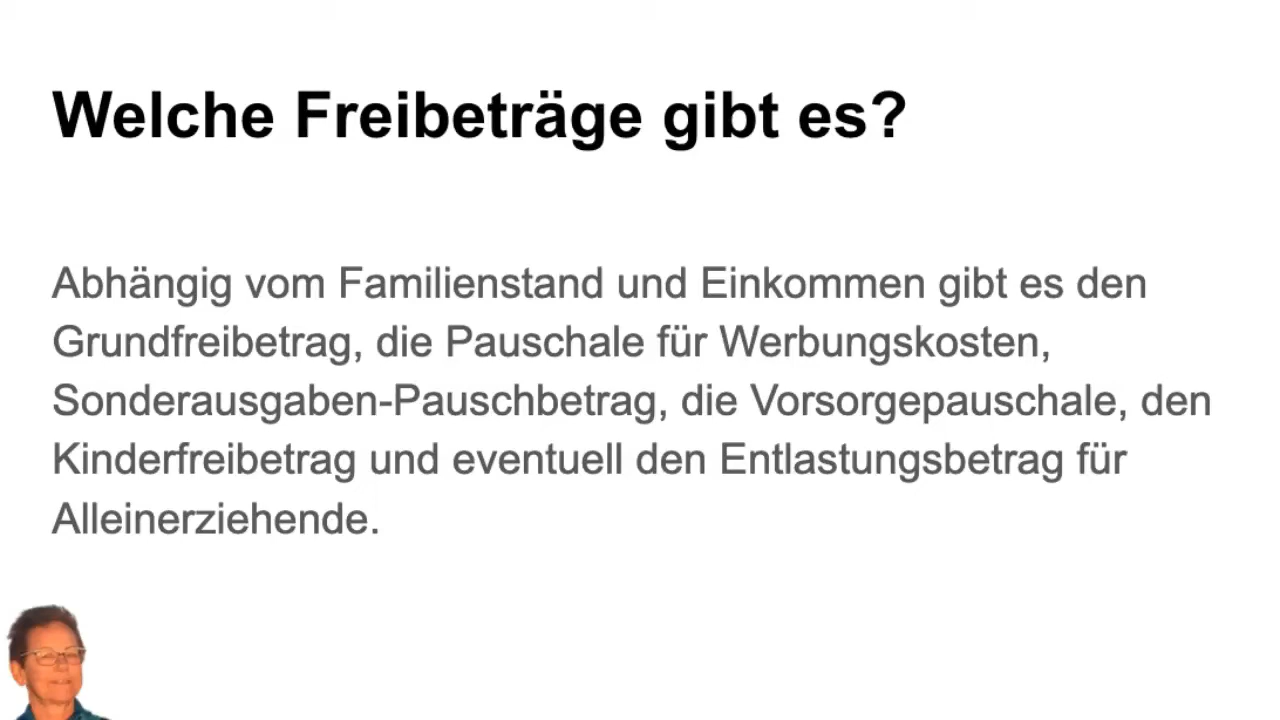 Welche Freibeträge gibt es?
Abhängig vom Familienstand und Einkommen gibt es den
Grundfreibetrag, die Pauschale für Werbungskosten,
Sonderausgaben-Pauschbetrag, die Vorsorgepauschale, den
Kinderfreibetrag und eventuell den Entlastungsbetrag für
Alleinerziehende.